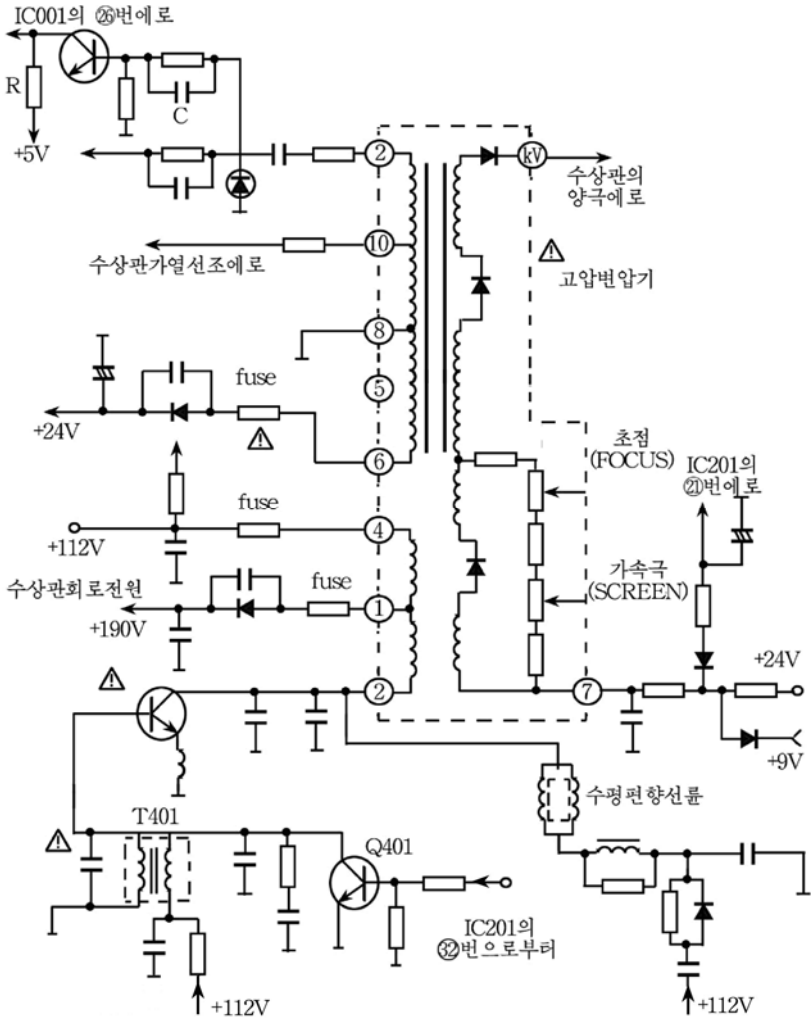 IC001의 ㉖번에로
R
C
+5V
②
kV
수상관의
양극에로
⑩
수상관가열선조에로
고압변압기
⑧
fuse
⑤
+24V
⑥
초점
(FOCUS)
IC201의
㉑번에로
fuse
④
+112V
가속극
(SCREEN)
수상관회로전원
fuse
①
+190V
②
⑦
+24V
+9V
수평편향선륜
T401
Q401
IC201의
㉜번으로부터
+112V
+112V